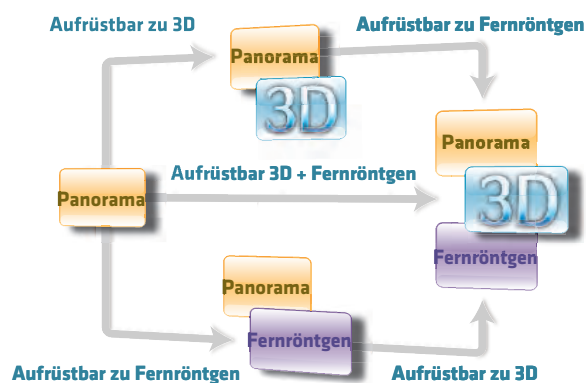 Aufrüstbar zu 3D
Aufrüstbar zu Fernröntgen
Panorama
3D
Panorama
Aufrüstbar 3D + Fernröntgen
Panorama
3D
Fernröntgen
Panorama
Fernröntgen
Aufrüstbar zu Fernröntgen
Aufrüstbar zu 3D